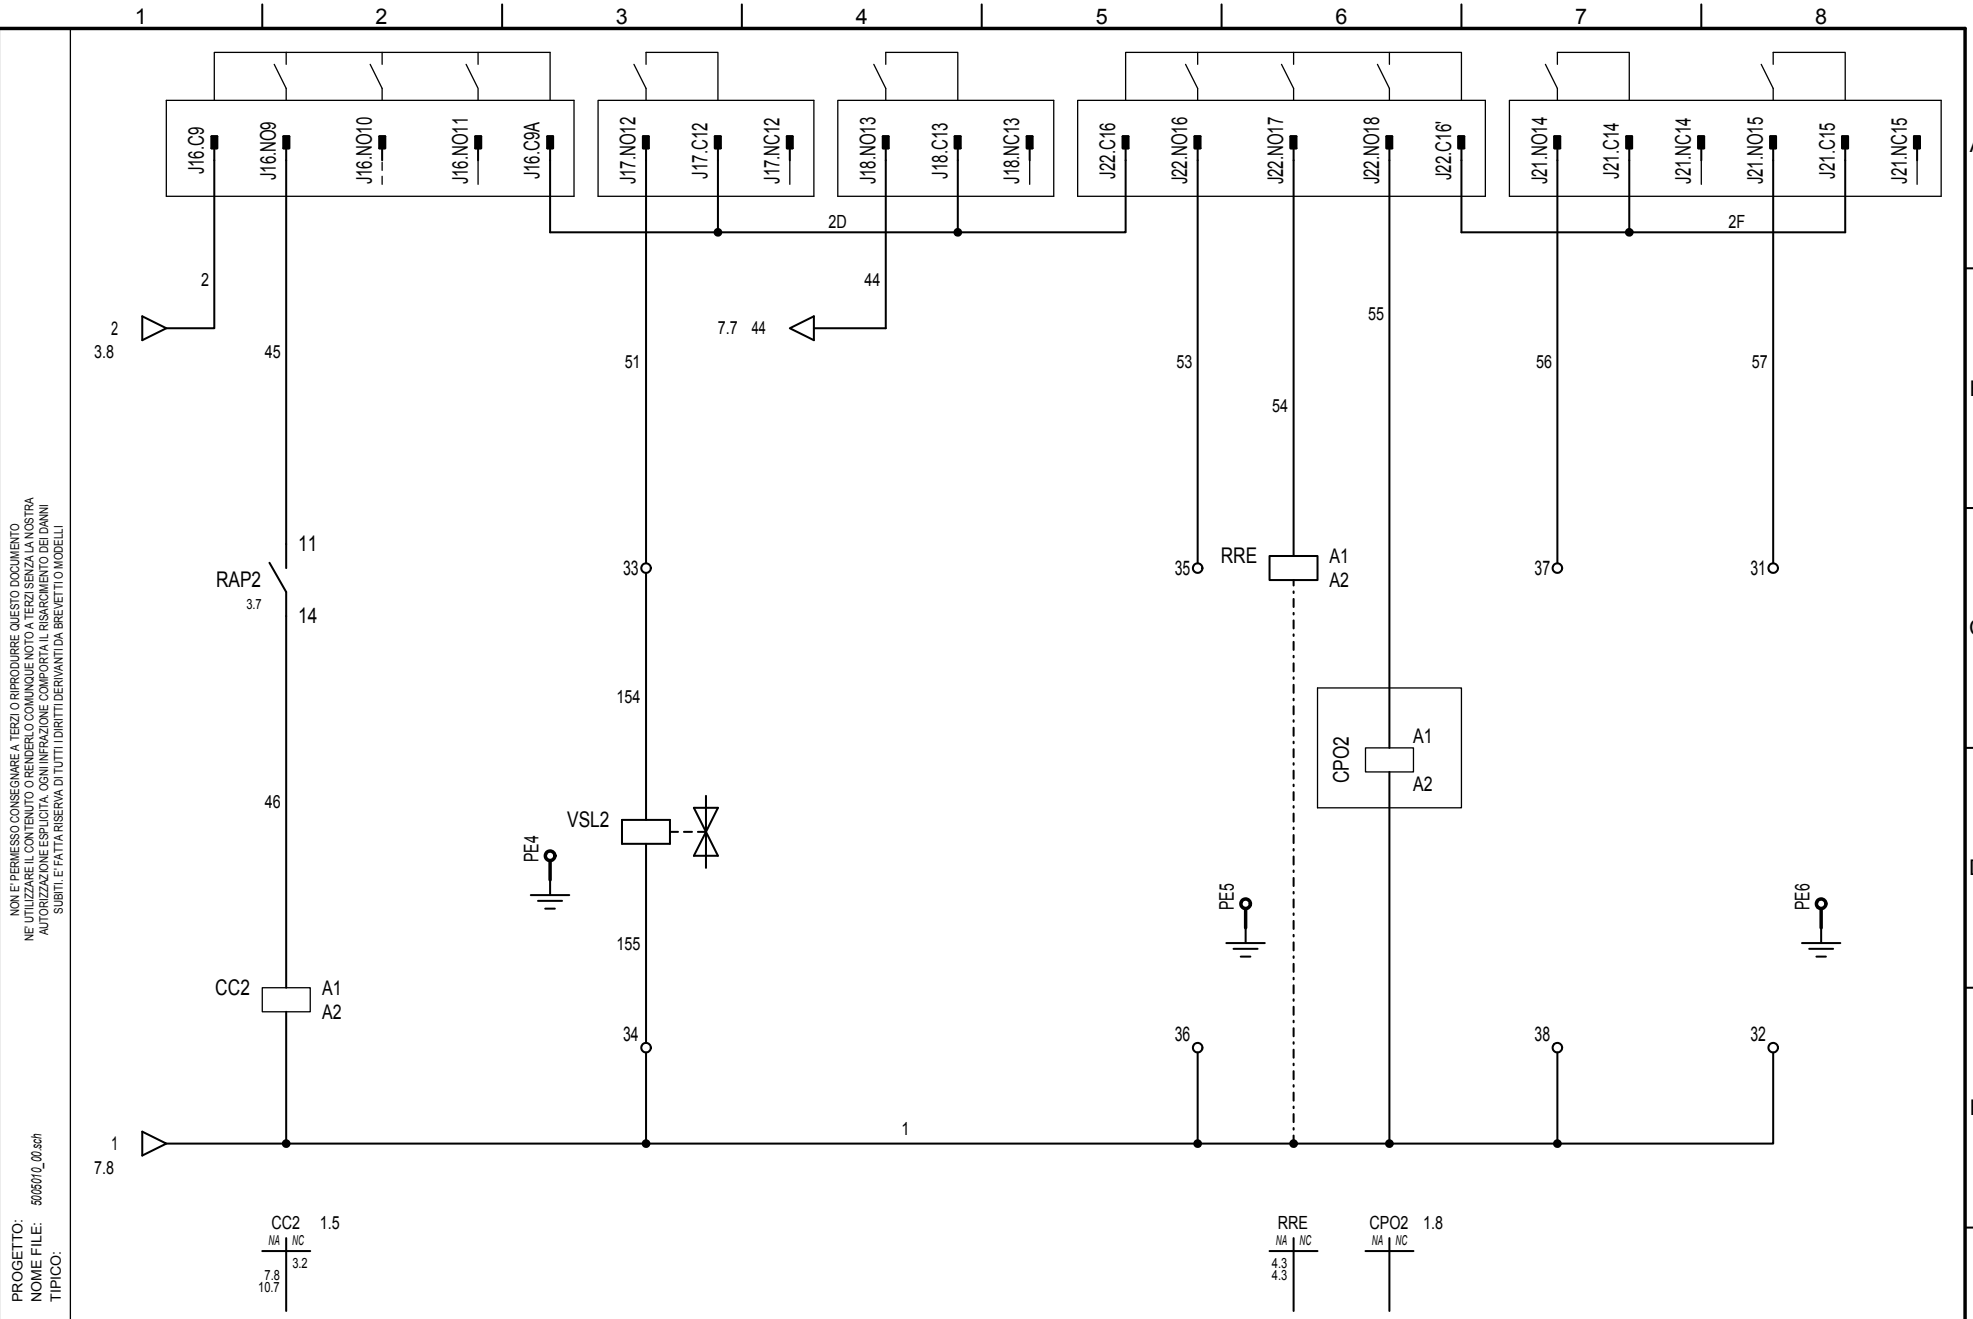 1 2 3 4 5 6 7 8
J16.C9
J16.NO9
J16.NO10
J16.NO11
J16.C9A
J17.NO12
J17.C12
J17.NC12
J18.NO13
J18.C13
J18.NC13
J22.C16
J22.NO16
J22.NO17
J22.NO18
J22.C16'
J21.NO14
J21.C14
J21.NC14
J21.NO15
J21.C15
J21.NC15
2D
2F
2
44
55
2
3.8
7.7 44
45
51
53
56
57
54
11
RAP2
3.7
14
33
35
RRE
A1
A2
37
31
154
CPO2
A1
A2
46
VSL2
PE4
PE5
PE6
155
CC2
A1
A2
34
36
38
32
1
7.8
1
CC2 1.5
NA NC
3.2
7.8
10.7
RRE
NA NC
4.3
4.3
CPO2 1.8
NA NC
NON E' PERMESSO CONSEGNARE A TERZI O RIPRODURRE QUESTO DOCUMENTO
NE' UTILIZZARE IL CONTENUTO O RENDERLO COMUNQUE NOTO A TERZI SENZA LA NOSTRA
AUTORIZZAZIONE ESPLICITA. OGNI INFRAZIONE COMPORTA IL RISARCIMENTO DEI DANNI
SUBITI. E' FATTA RISERVA DI TUTTI I DIRITTI DERIVANTI DA BREVETTI O MODELLI
PROGETTO:
NOME FILE: 5005010_00.sch
TIPICO: